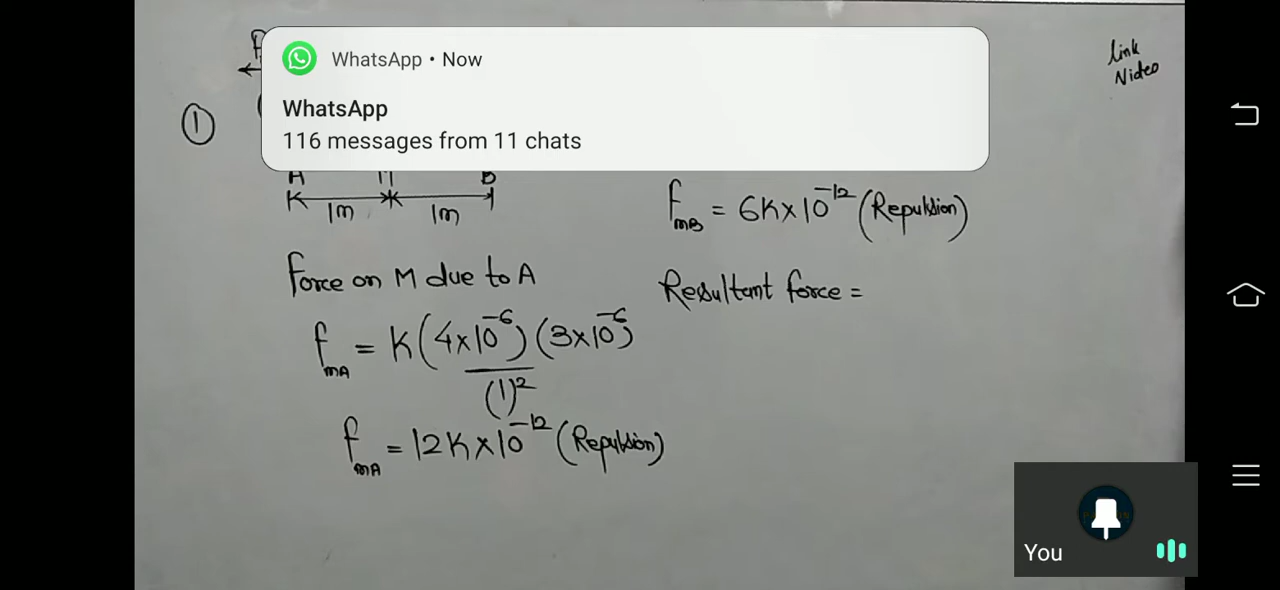 link
Video
WhatsApp • Now
WhatsApp
116 messages from 11 chats
①
A M B
1m 1m
Force on M due to A
f_mA = K(4×10^-6)(3×10^-6)
(1)^2
f_mA = 12K×10^-12 (Repulsion)
f_mB = 6K×10^-12 (Repulsion)
Resultant force =
You